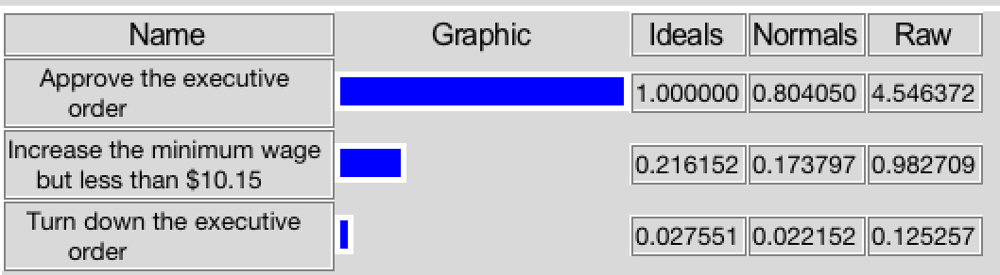 Name Graphic Ideals Normals Raw
Approve the executive
order
1.000000 0.804050 4.546372
Increase the minimum wage
but less than $10.15
0.216152 0.173797 0.982709
Turn down the executive
order
0.027551 0.022152 0.125257